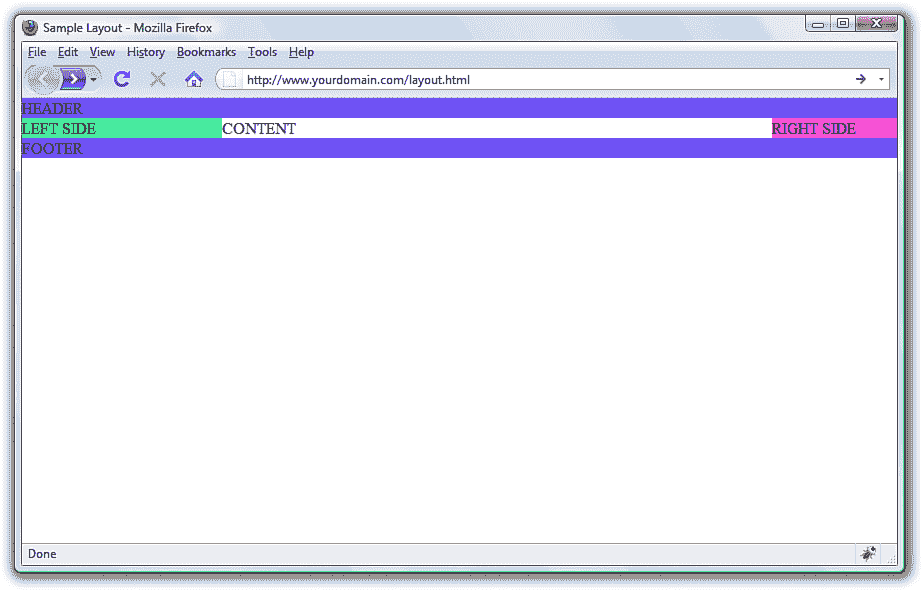 Sample Layout - Mozilla Firefox
File Edit View History Bookmarks Tools Help
http://www.yourdomain.com/layout.html
HEADER
LEFT SIDE CONTENT RIGHT SIDE
FOOTER
Done